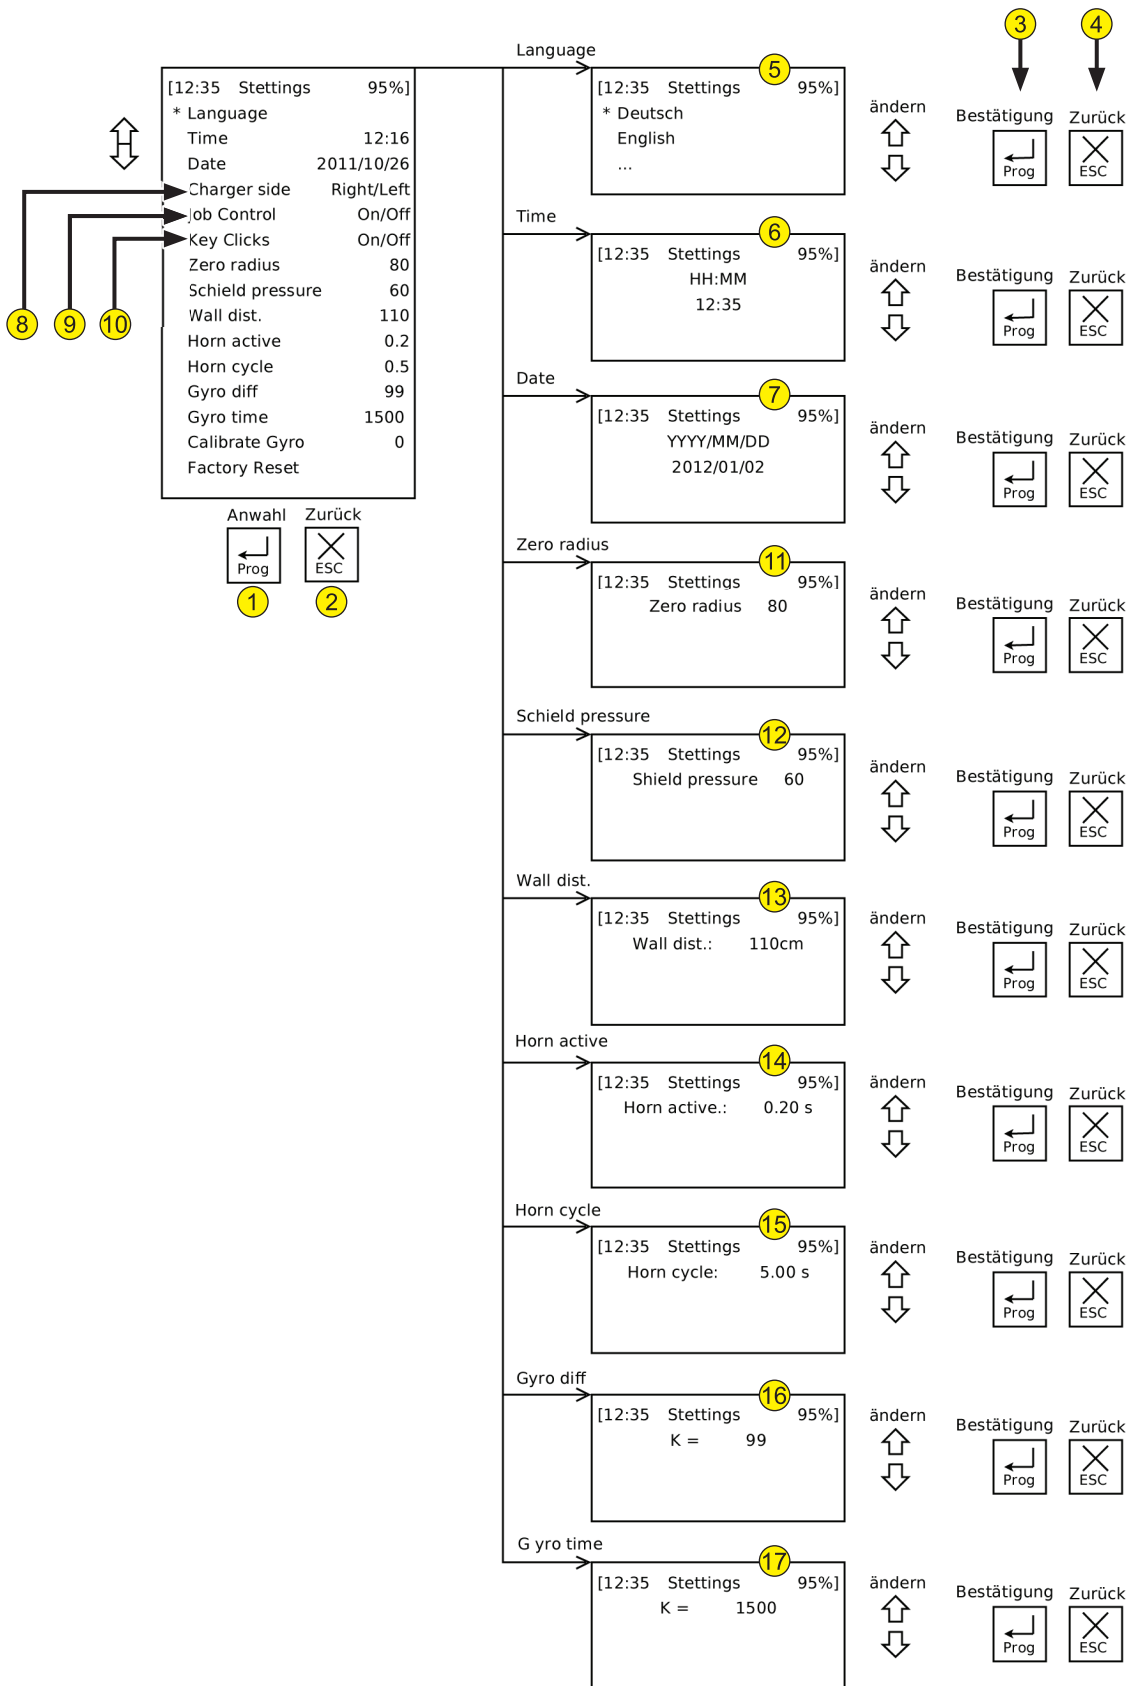 3 4
Language
[12:35 Stettings 95%]
* Language
Time 12:16
Date 2011/10/26
Charger side Right/Left
Job Control On/Off
Key Clicks On/Off
Zero radius 80
Schield pressure 60
Wall dist. 110
Horn active 0.2
Horn cycle 0.5
Gyro diff 99
Gyro time 1500
Calibrate Gyro 0
Factory Reset
8 9 10
Anwahl Zurück
Prog ESC
1 2
5
[12:35 Stettings 95%]
* Deutsch
English
...
ändern Bestätigung Zurück
Prog ESC
Time
6
[12:35 Stettings 95%]
HH:MM
12:35
ändern Bestätigung Zurück
Prog ESC
Date
7
[12:35 Stettings 95%]
YYYY/MM/DD
2012/01/02
ändern Bestätigung Zurück
Prog ESC
Zero radius
11
[12:35 Stettings 95%]
Zero radius 80
ändern Bestätigung Zurück
Prog ESC
Schield pressure
12
[12:35 Stettings 95%]
Shield pressure 60
ändern Bestätigung Zurück
Prog ESC
Wall dist.
13
[12:35 Stettings 95%]
Wall dist.: 110cm
ändern Bestätigung Zurück
Prog ESC
Horn active
14
[12:35 Stettings 95%]
Horn active.: 0.20 s
ändern Bestätigung Zurück
Prog ESC
Horn cycle
15
[12:35 Stettings 95%]
Horn cycle: 5.00 s
ändern Bestätigung Zurück
Prog ESC
Gyro diff
16
[12:35 Stettings 95%]
K = 99
ändern Bestätigung Zurück
Prog ESC
G yro time
17
[12:35 Stettings 95%]
K = 1500
ändern Bestätigung Zurück
Prog ESC